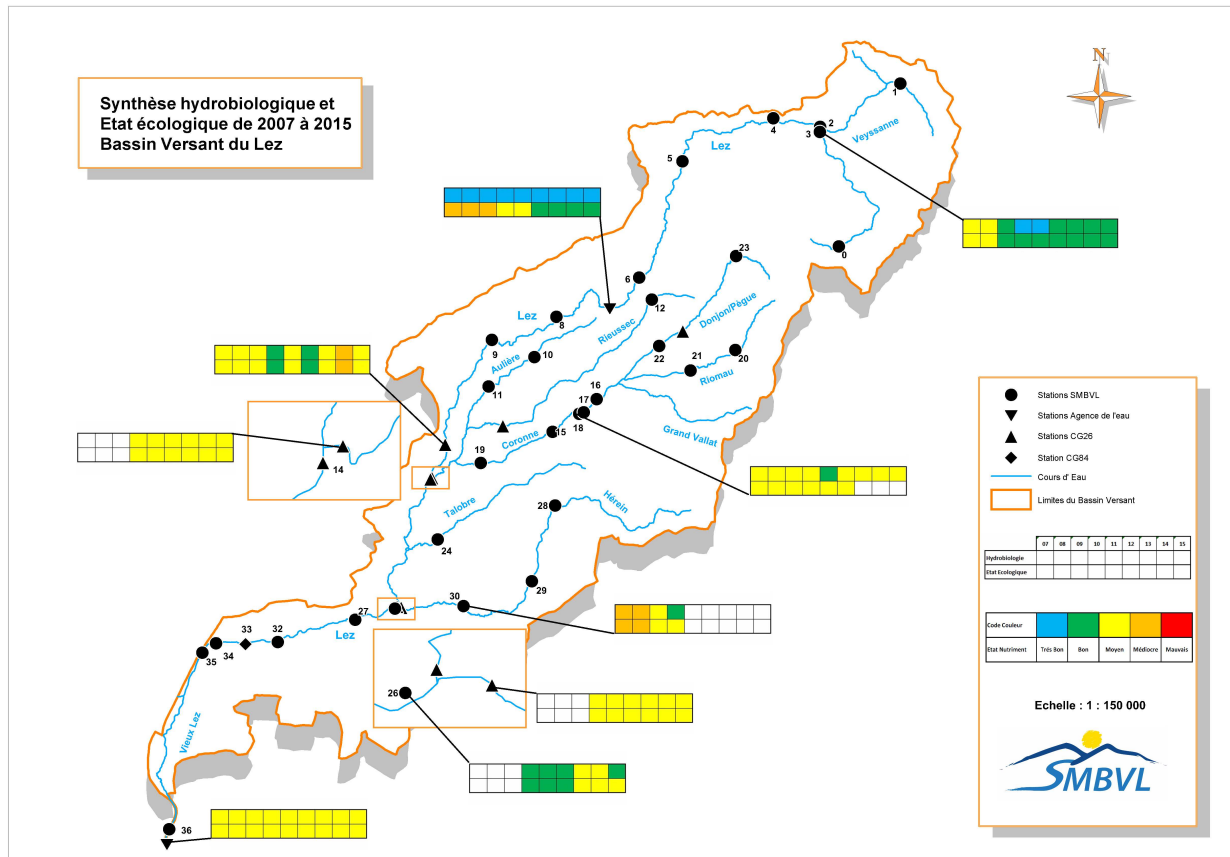 Synthèse hydrobiologique et
Etat écologique de 2007 à 2015
Bassin Versant du Lez
N
1
2
3
Veyssanne
4
Lez
5
0
23
6
12
Donjon/Pègue
Lez
8
Rieussec
9
10
Aulière
22
21
20
Riomau
11
16
17
18
15
Coronne
Grand Vallat
19
14
Talobre
28
Hérein
24
29
30
27
Lez
32
33
34
35
26
Vieux Lez
36
Stations SMBVL
Stations Agence de l'eau
Stations CG26
Station CG84
Cours d' Eau
Limites du Bassin Versant
07 08 09 10 11 12 13 14 15
Hydrobiologie
Etat Ecologique
Code Couleur
Etat Nutriment Trés Bon Bon Moyen Médiocre Mauvais
Echelle : 1 : 150 000
SMBVL